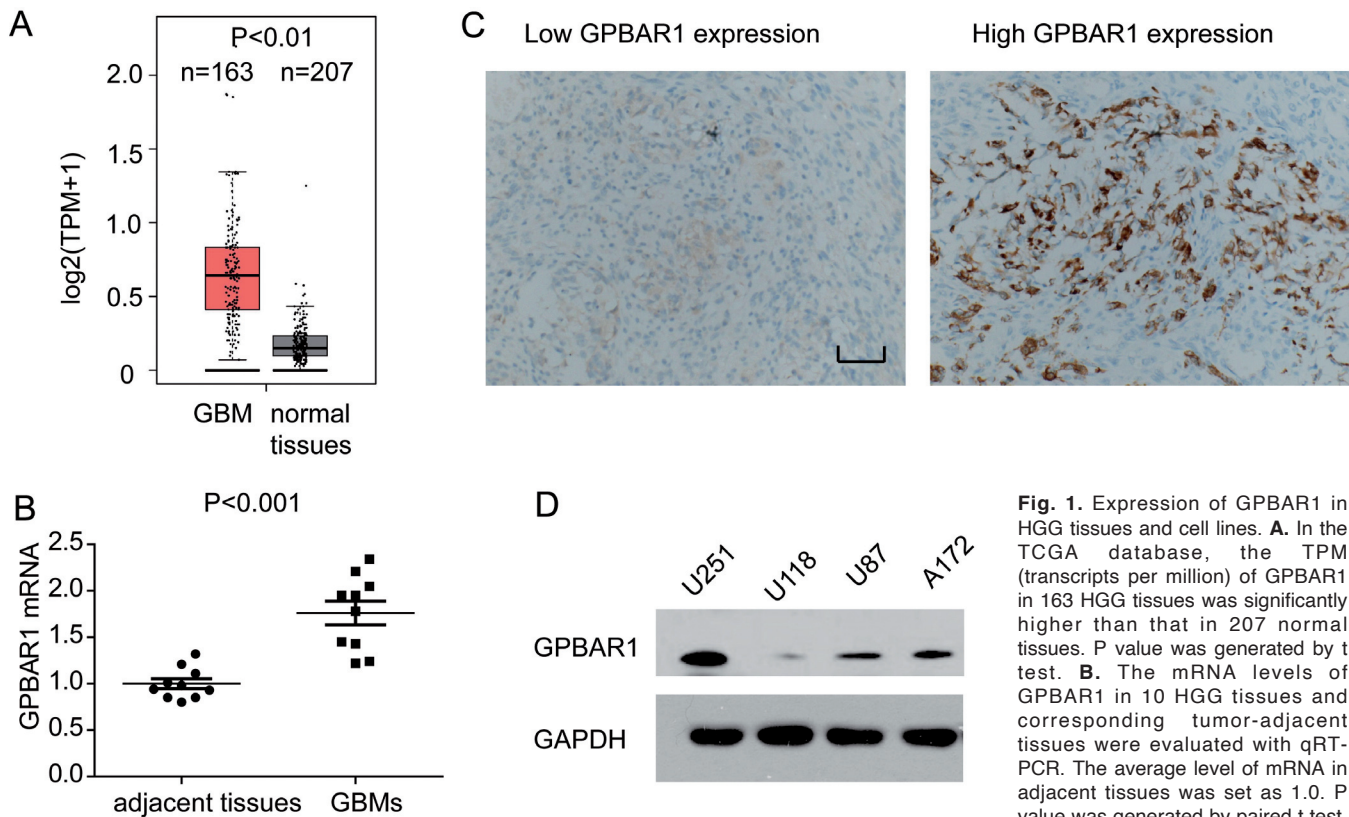 A
P<0.01
n=163 n=207
2.0
1.5
1.0
0.5
0
log2(TPM+1)
GBM normal
tissues
B
P<0.001
2.5
2.0
1.5
1.0
0.5
0.0
GPBAR1 mRNA
adjacent tissues GBMs
C
Low GPBAR1 expression High GPBAR1 expression
D
U251 U118 U87 A172
GPBAR1
GAPDH
Fig. 1. Expression of GPBAR1 in
HGG tissues and cell lines. A. In the
TCGA database, the TPM
(transcripts per million) of GPBAR1
in 163 HGG tissues was significantly
higher than that in 207 normal
tissues. P value was generated by t
test. B. The mRNA levels of
GPBAR1 in 10 HGG tissues and
corresponding tumor-adjacent
tissues were evaluated with qRT-
PCR. The average level of mRNA in
adjacent tissues was set as 1.0. P
value was generated by paired t test.